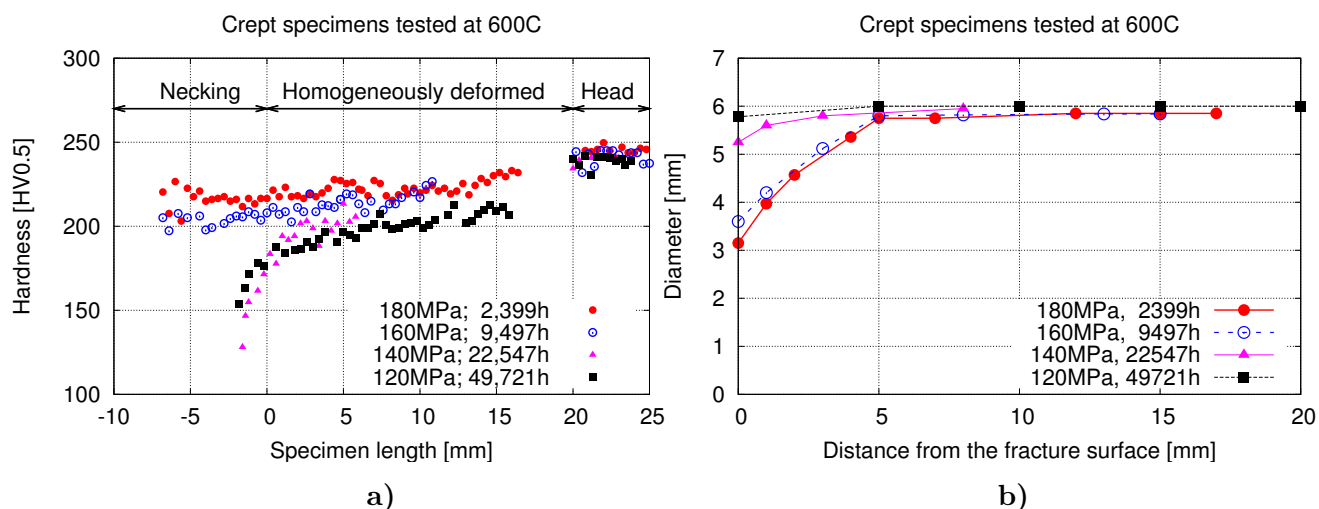 Crept specimens tested at 600C
300
250
200
150
100
Hardness [HV0.5]
Necking
Homogeneously deformed
Head
180MPa; 2,399h
160MPa; 9,497h
140MPa; 22,547h
120MPa; 49,721h
-10 -5 0 5 10 15 20 25
Specimen length [mm]
a)
Crept specimens tested at 600C
7
6
5
4
3
2
1
0
Diameter [mm]
180MPa, 2399h
160MPa, 9497h
140MPa, 22547h
120MPa, 49721h
0 5 10 15 20
Distance from the fracture surface [mm]
b)